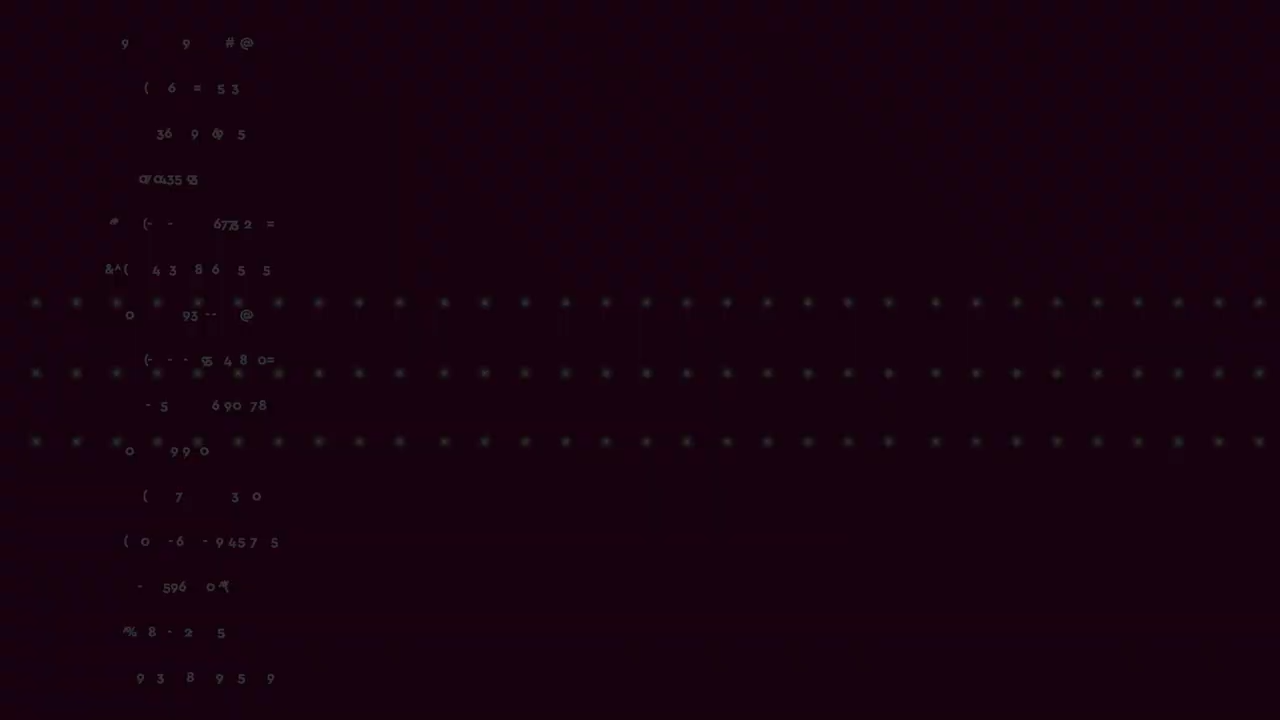 9 9 # @
( 6 = 5 3
36 9 5
435
(- - 2 =
&^( 4 3 8 6 5 5
0 93 -- @
(- - - 4 8 0=
- 5 6 90 78
0 99 0
( 7 3 0
( 0 -6 - 9 457 5
- 596 0
8 - 2 5
9 3 8 9 5 9